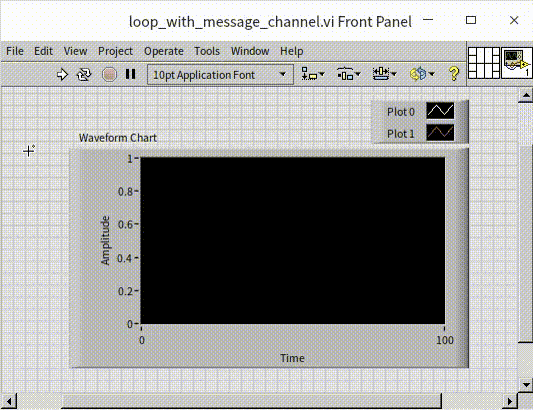 loop_with_message_channel.vi Front Panel
File Edit View Project Operate Tools Window Help
10pt Application Font
?
1
Plot 0
Plot 1
Waveform Chart
1
0.8
0.6
0.4
0.2
0
Amplitude
0 100
Time